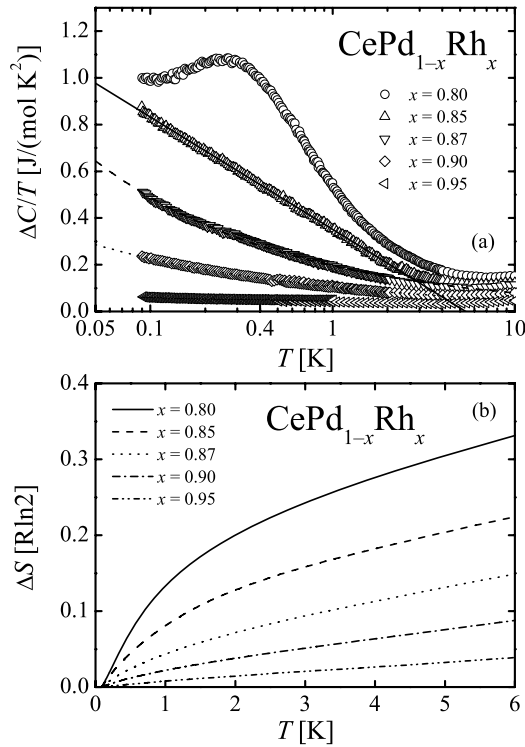 1.2
1.0
0.8
0.6
0.4
0.2
0.0
ΔC/T [J/(mol K²)]
CePd₁₋ₓRhₓ
x = 0.80
x = 0.85
x = 0.87
x = 0.90
x = 0.95
(a)
0.05 0.1 0.4 1 10
T [K]
0.4
0.3
0.2
0.1
0.0
ΔS [Rln2]
x = 0.80
x = 0.85
x = 0.87
x = 0.90
x = 0.95
CePd₁₋ₓRhₓ
(b)
0 1 2 3 4 5 6
T [K]